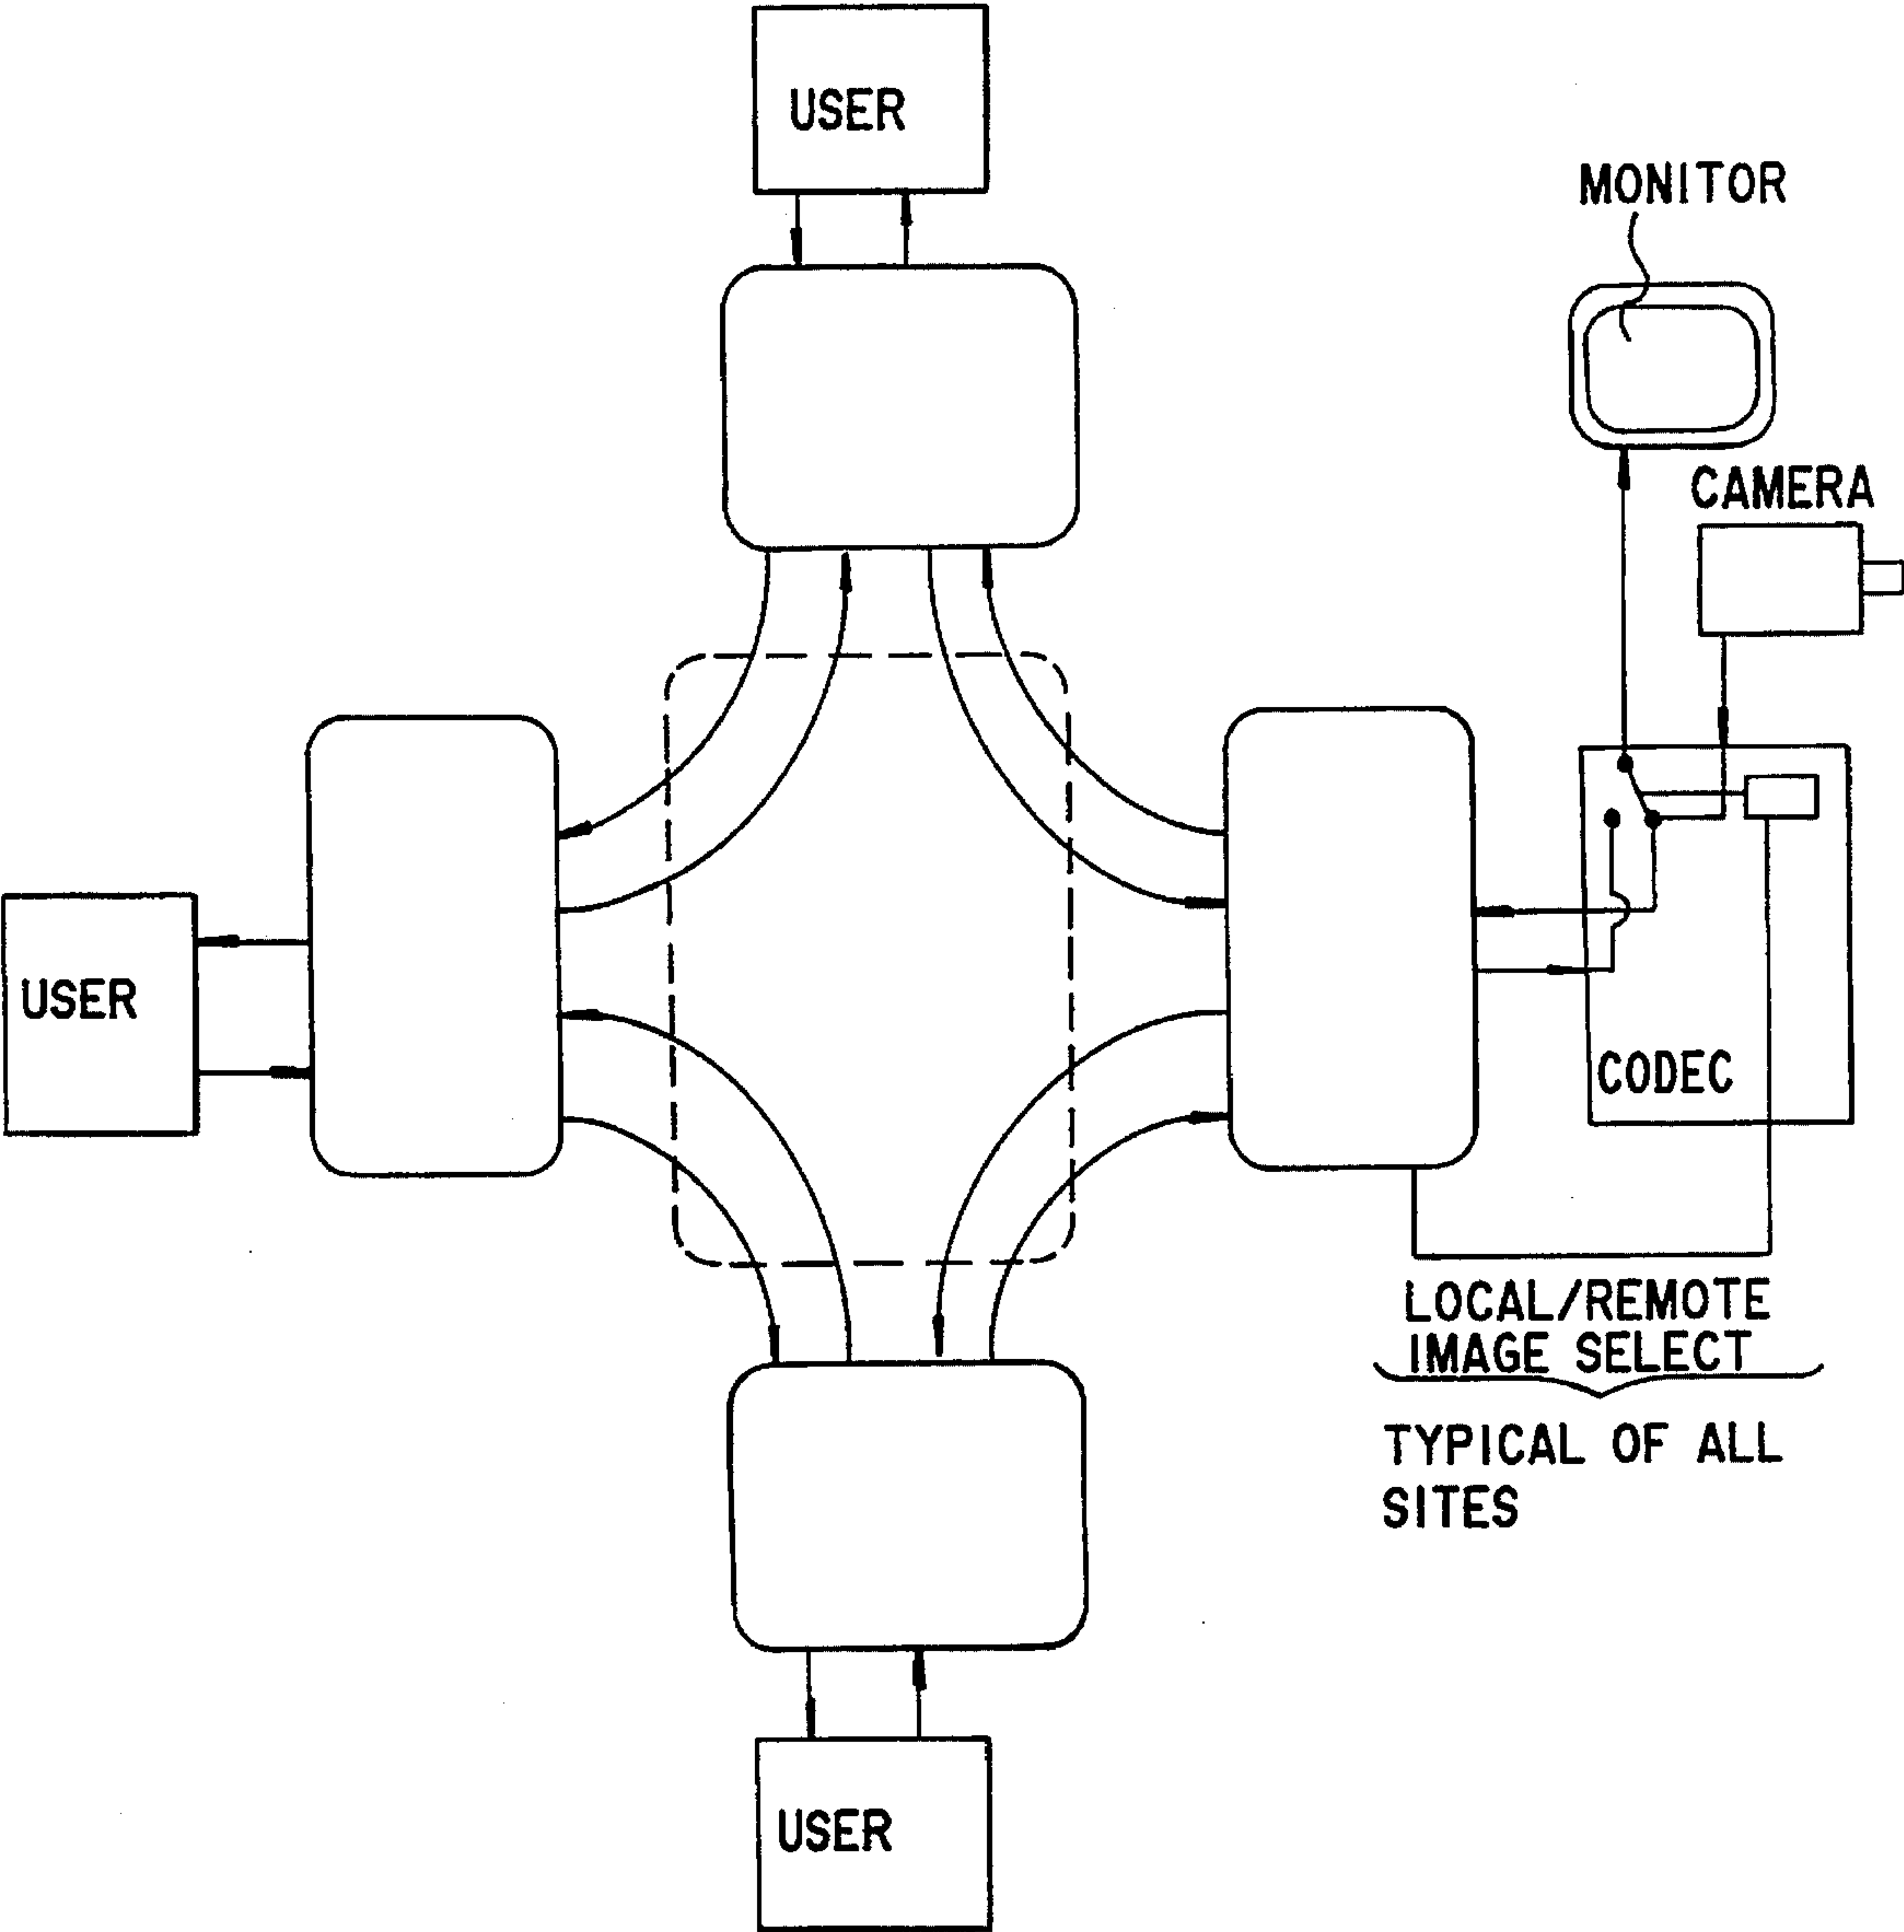 USER
MONITOR
CAMERA
USER
CODEC
LOCAL/REMOTE
IMAGE SELECT
TYPICAL OF ALL
SITES
USER